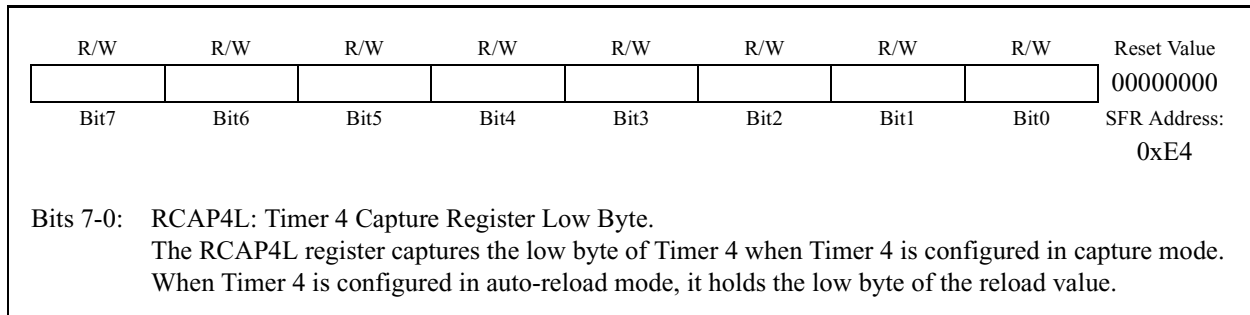 R/W R/W R/W R/W R/W R/W R/W R/W Reset Value
00000000
Bit7 Bit6 Bit5 Bit4 Bit3 Bit2 Bit1 Bit0 SFR Address:
0xE4
Bits 7-0: RCAP4L: Timer 4 Capture Register Low Byte.
The RCAP4L register captures the low byte of Timer 4 when Timer 4 is configured in capture mode.
When Timer 4 is configured in auto-reload mode, it holds the low byte of the reload value.